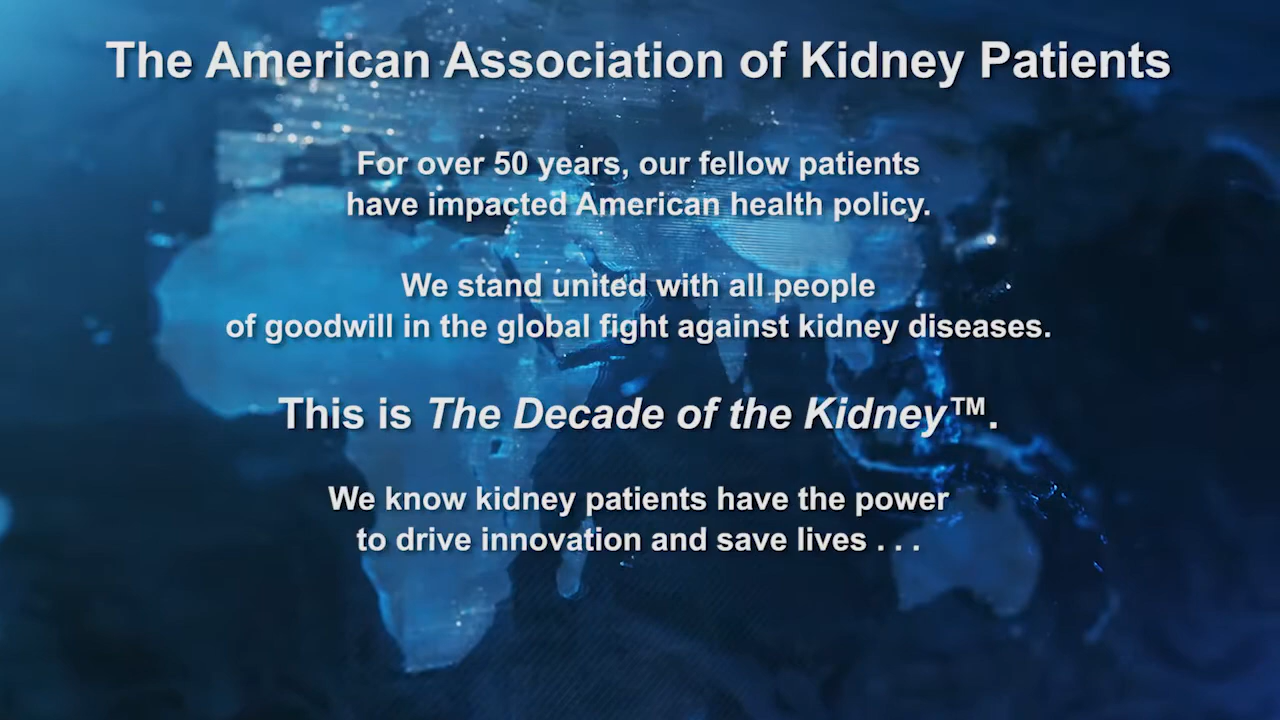 The American Association of Kidney Patients
For over 50 years, our fellow patients
have impacted American health policy.
We stand united with all people
of goodwill in the global fight against kidney diseases.
This is The Decade of the Kidney™.
We know kidney patients have the power
to drive innovation and save lives . . .